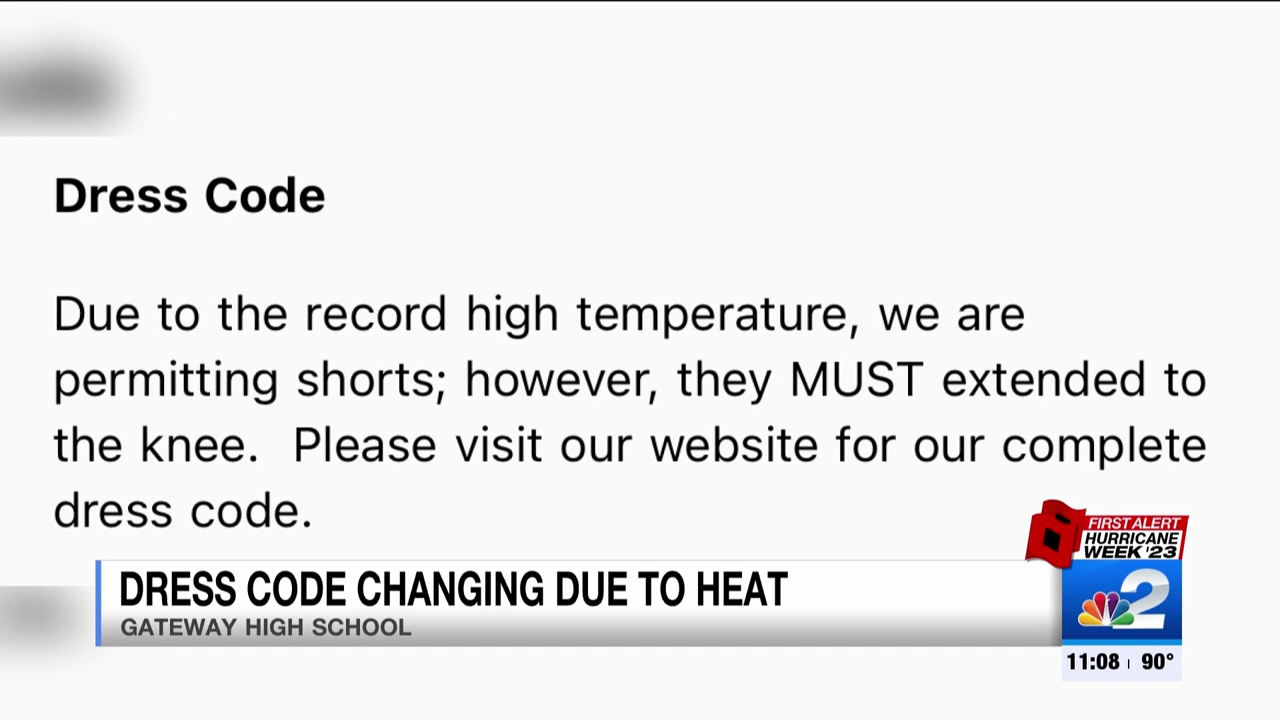 Dress Code
Due to the record high temperature, we are
permitting shorts; however, they MUST extended to
the knee.  Please visit our website for our complete
dress code.
FIRST ALERT
HURRICANE
WEEK '23
DRESS CODE CHANGING DUE TO HEAT
GATEWAY HIGH SCHOOL
2
11:08 90°